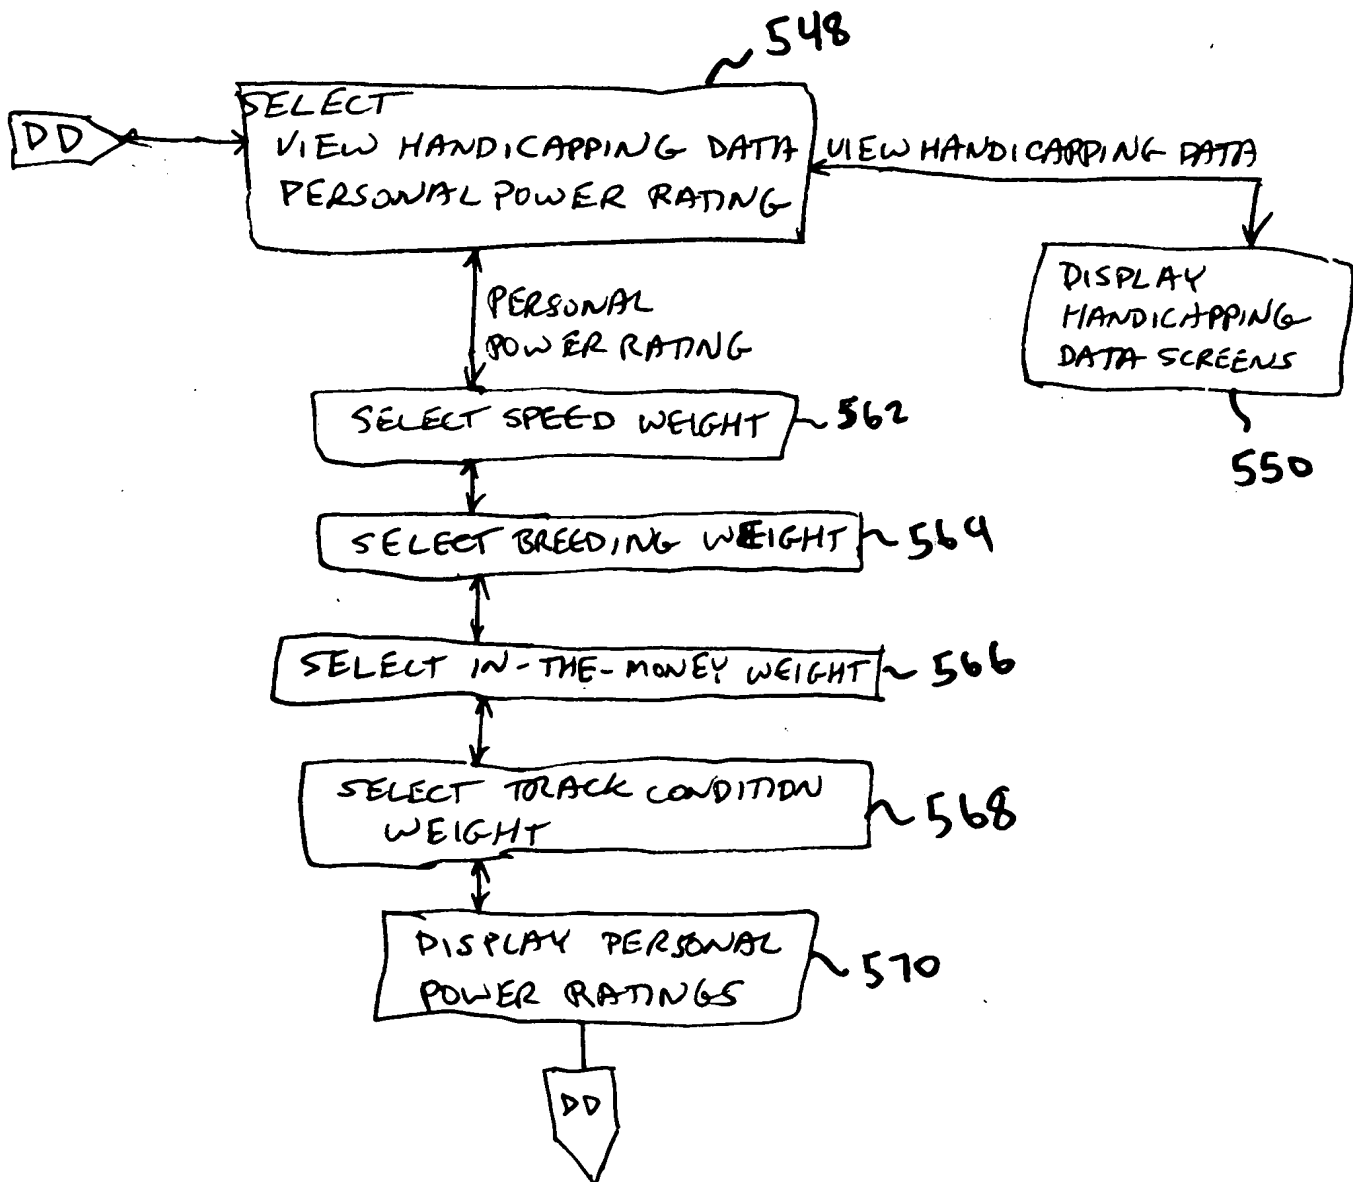 548
DD
SELECT
VIEW HANDICAPPING DATA
PERSONAL POWER RATING
VIEW HANDICAPPING DATA
DISPLAY
HANDICAPPING
DATA SCREENS
550
PERSONAL
POWER RATING
SELECT SPEED WEIGHT
562
SELECT BREEDING WEIGHT
564
SELECT IN-THE-MONEY WEIGHT
566
SELECT TRACK CONDITION
WEIGHT
568
DISPLAY PERSONAL
POWER RATINGS
570
DD